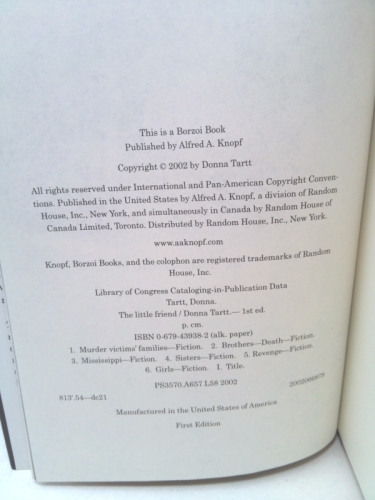 This is a Borzoi Book
Published by Alfred A. Knopf
Copyright © 2002 by Donna Tartt
All rights reserved under International and Pan-American Copyright Conven-
tions. Published in the United States by Alfred A. Knopf, a division of Random
House, Inc., New York, and simultaneously in Canada by Random House of
Canada Limited, Toronto. Distributed by Random House, Inc., New York.
www.aaknopf.com
Knopf, Borzoi Books, and the colophon are registered trademarks of Random
House, Inc.
Library of Congress Cataloging-in-Publication Data
Tartt, Donna.
The little friend / Donna Tartt.— 1st ed.
p. cm.
ISBN 0-679-43938-2 (alk. paper)
1. Murder victims' families—Fiction. 2. Brothers—Death—Fiction.
3. Mississippi—Fiction. 4. Sisters—Fiction. 5. Revenge—Fiction.
6. Girls—Fiction. I. Title.
PS3570.A657 L58 2002
813'.54—dc21
Manufactured in the United States of America
First Edition